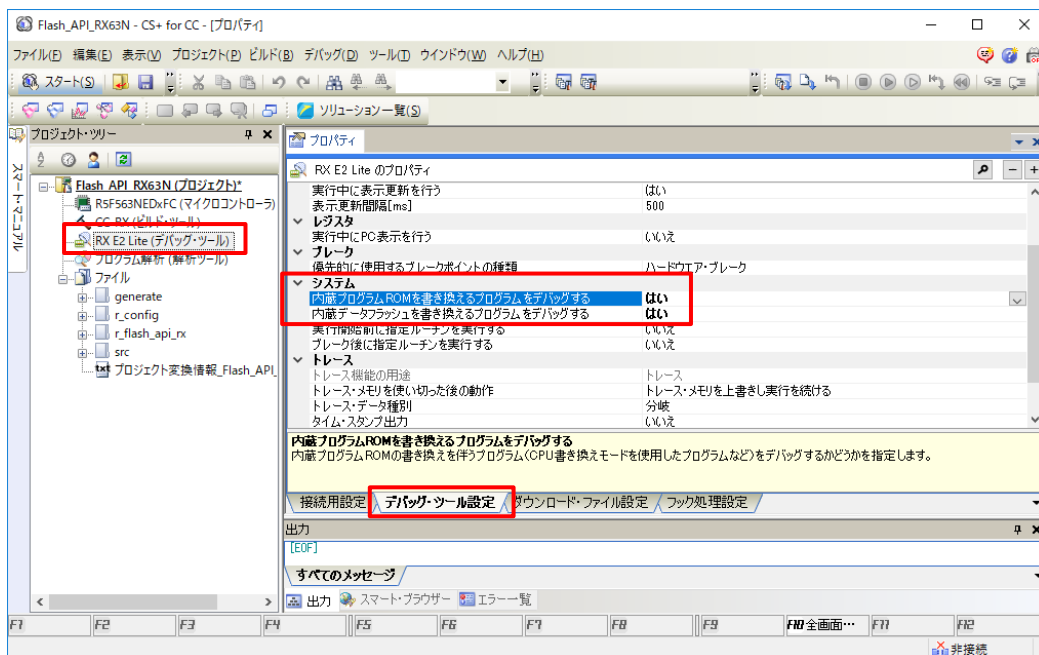 Flash_API_RX63N - CS+ for CC - [プロパティ]
ファイル(F) 編集(E) 表示(V) プロジェクト(P) ビルド(B) デバッグ(D) ツール(T) ウインドウ(W) ヘルプ(H)
スタート(S)
ソリューション一覧(S)
スマート・マニュアル
プロジェクト・ツリー
Flash_API_RX63N (プロジェクト)*
R5F563NEDxFC (マイクロコントローラ)
CC-RX (ビルド・ツール)
RX E2 Lite (デバッグ・ツール)
プログラム解析 (解析ツール)
ファイル
generate
r_config
r_flash_api_rx
src
プロジェクト変換情報_Flash_API_
プロパティ
RX E2 Lite のプロパティ
実行中に表示更新を行う はい
表示更新間隔[ms] 500
レジスタ
実行中にPC表示を行う いいえ
ブレーク
優先的に使用するブレークポイントの種類 ハードウエア・ブレーク
システム
内蔵プログラムROMを書き換えるプログラムをデバッグする はい
内蔵データフラッシュを書き換えるプログラムをデバッグする はい
実行開始前に指定ルーチンを実行する いいえ
ブレーク後に指定ルーチンを実行する いいえ
トレース
トレース機能の用途 トレース
トレース・メモリを使い切った後の動作 トレース・メモリを上書きし実行を続ける
トレース・データ種別 分岐
タイム・スタンプ出力 いいえ
内蔵プログラムROMを書き換えるプログラムをデバッグする
内蔵プログラムROMの書き換えを伴うプログラム(CPU書き換えモードを使用したプログラムなど)をデバッグするかどうかを指定します。
接続用設定 デバッグ・ツール設定 ダウンロード・ファイル設定 フック処理設定
出力
[EOF]
すべてのメッセージ
出力 スマート・ブラウザー エラー一覧
F1 F2 F3 F4 F5 F6 F7 F8 F9 F10 全画面… F11 F12
非接続